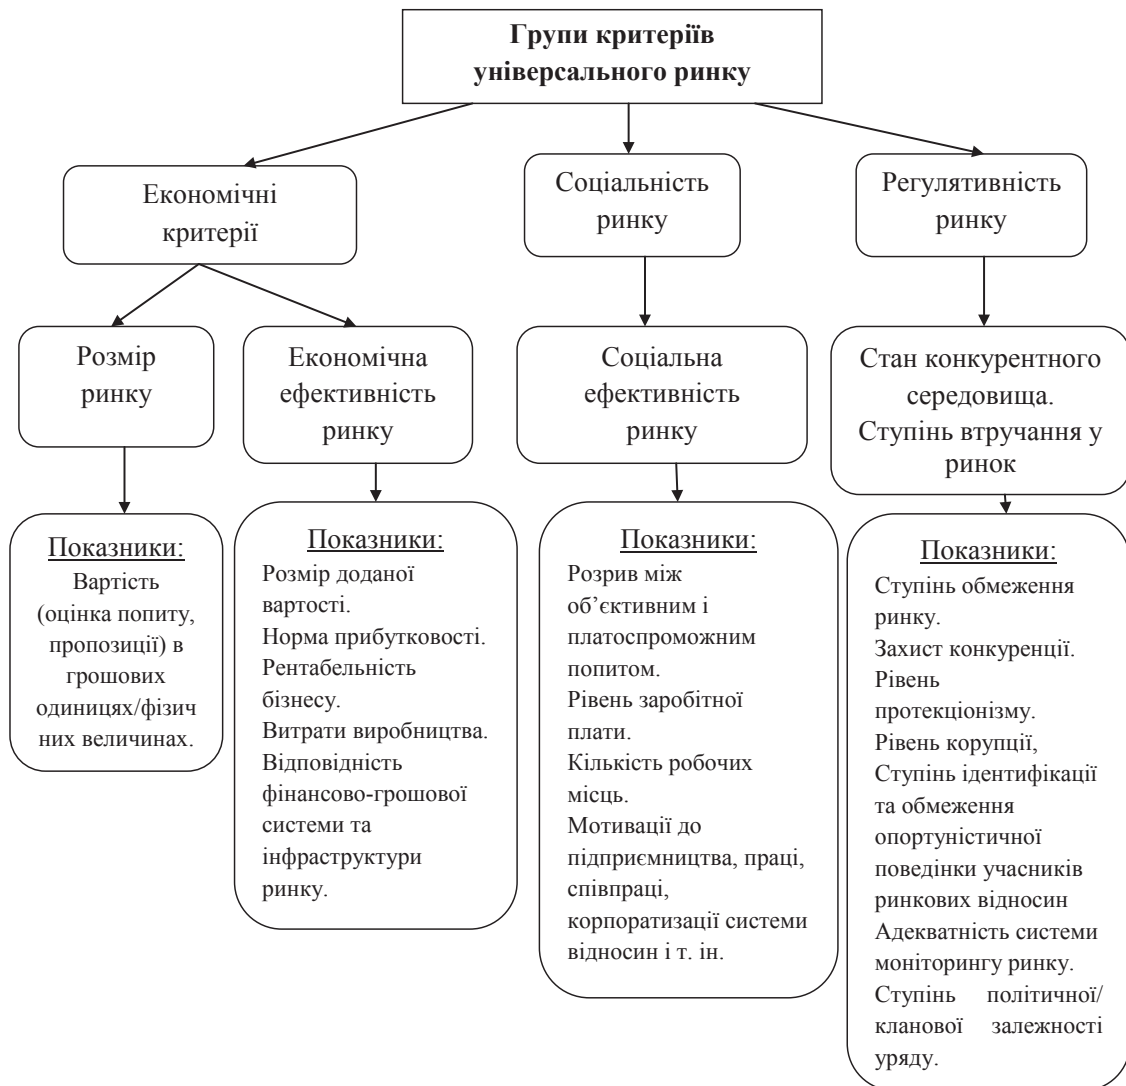 Групи критеріїв
універсального ринку
Економічні
критерії
Соціальність
ринку
Регулятивність
ринку
Розмір
ринку
Економічна
ефективність
ринку
Соціальна
ефективність
ринку
Стан конкурентного
середовища.
Ступінь втручання у
ринок
Показники:
Вартість
(оцінка попиту,
пропозиції) в
грошових
одиницях/фізич
них величинах.
Показники:
Розмір доданої
вартості.
Норма прибутковості.
Рентабельність
бізнесу.
Витрати виробництва.
Відповідність
фінансово-грошової
системи та
інфраструктури
ринку.
Показники:
Розрив між
об’єктивним і
платоспроможним
попитом.
Рівень заробітної
плати.
Кількість робочих
місць.
Мотивації до
підприємництва, праці,
співпраці,
корпоратизації системи
відносин і т. ін.
Показники:
Ступінь обмеження
ринку.
Захист конкуренції.
Рівень
протекціонізму.
Рівень корупції,
Ступінь ідентифікації
та обмеження
опортуністичної
поведінки учасників
ринкових відносин
Адекватність системи
моніторингу ринку.
Ступінь політичної/
кланової залежності
уряду.